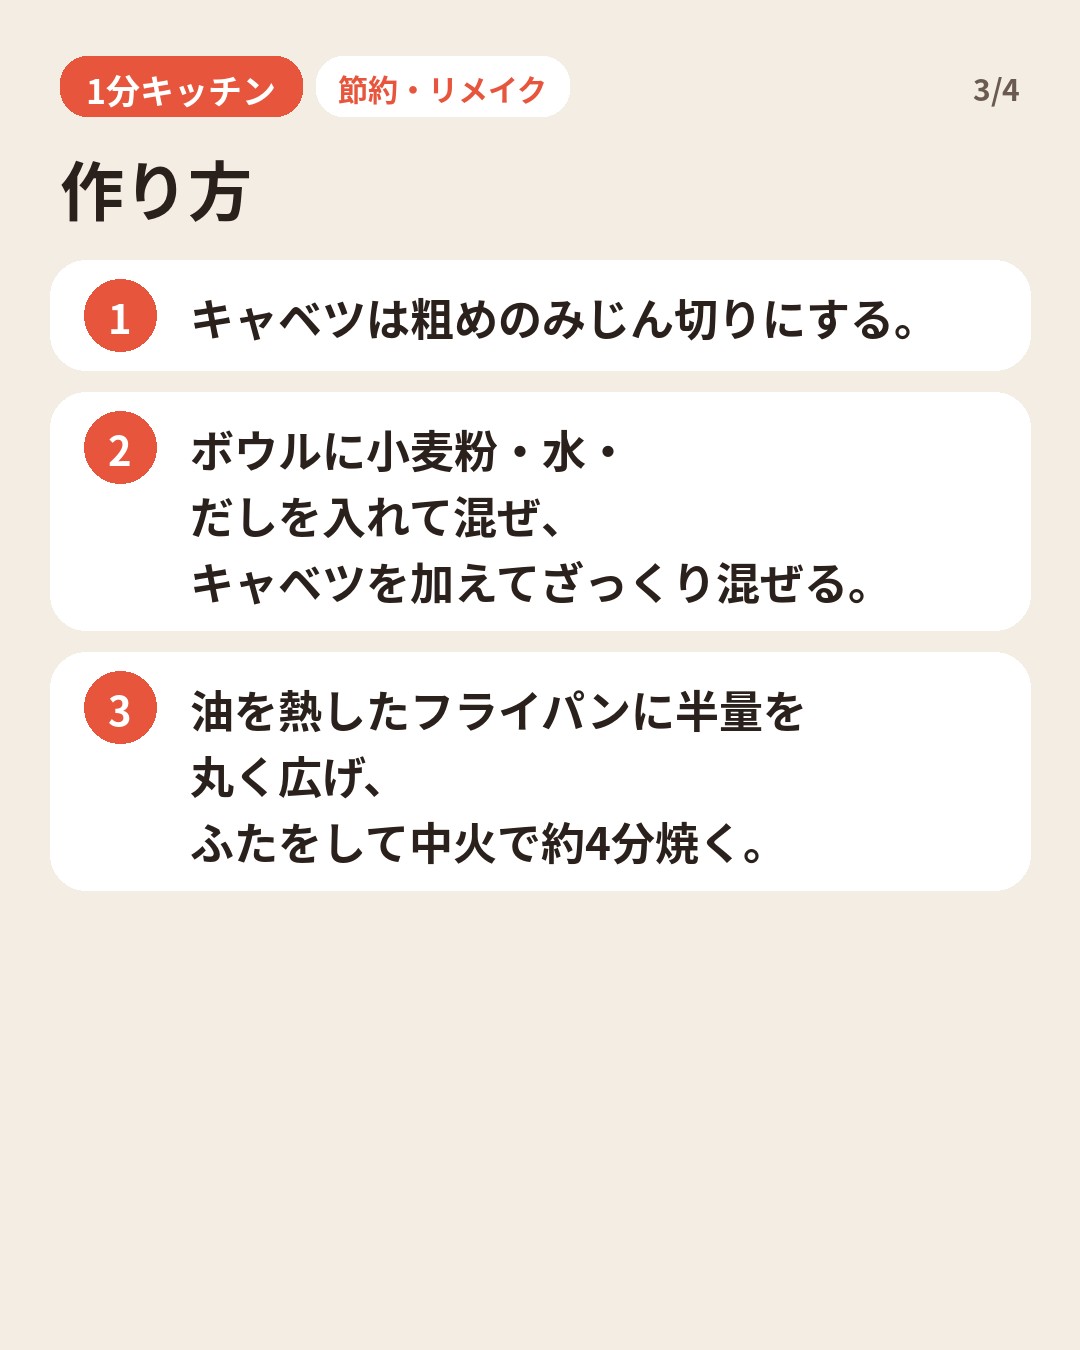 1分キッチン
節約・リメイク
3/4
作り方
1
キャベツは粗めのみじん切りにする。
2
ボウルに小麦粉・水・
だしを入れて混ぜ、
キャベツを加えてざっくり混ぜる。
3
油を熱したフライパンに半量を
丸く広げ、
ふたをして中火で約4分焼く。